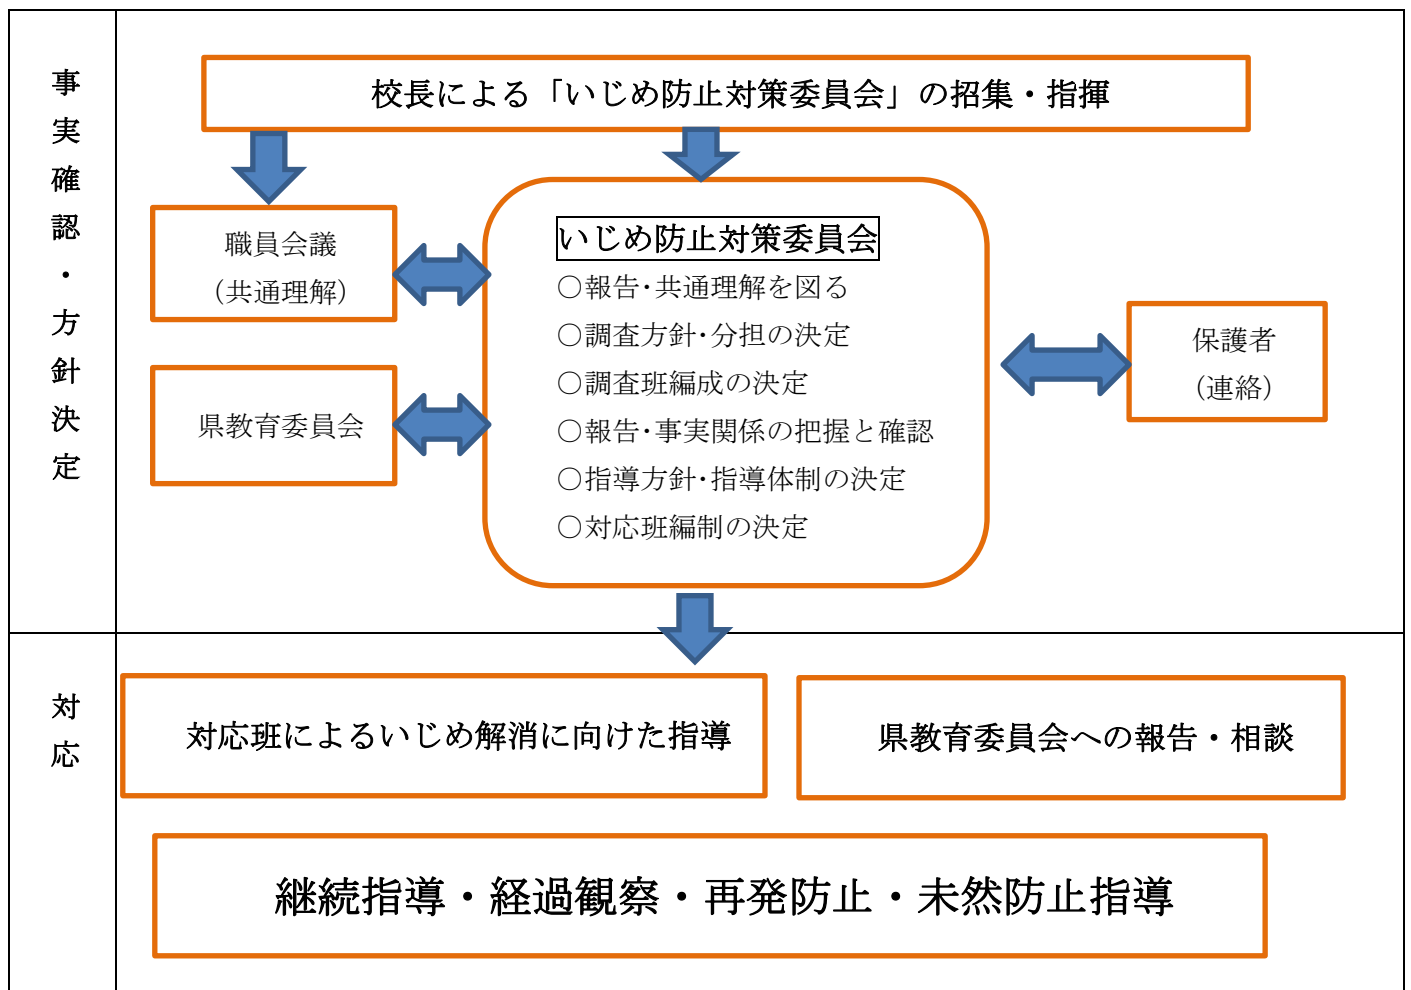 事実確認・方針決定
校長による「いじめ防止対策委員会」の招集・指揮
職員会議
（共通理解）
県教育委員会
いじめ防止対策委員会
○報告・共通理解を図る
○調査方針・分担の決定
○調査班編成の決定
○報告・事実関係の把握と確認
○指導方針・指導体制の決定
○対応班編制の決定
保護者
（連絡）
対応
対応班によるいじめ解消に向けた指導
県教育委員会への報告・相談
継続指導・経過観察・再発防止・未然防止指導